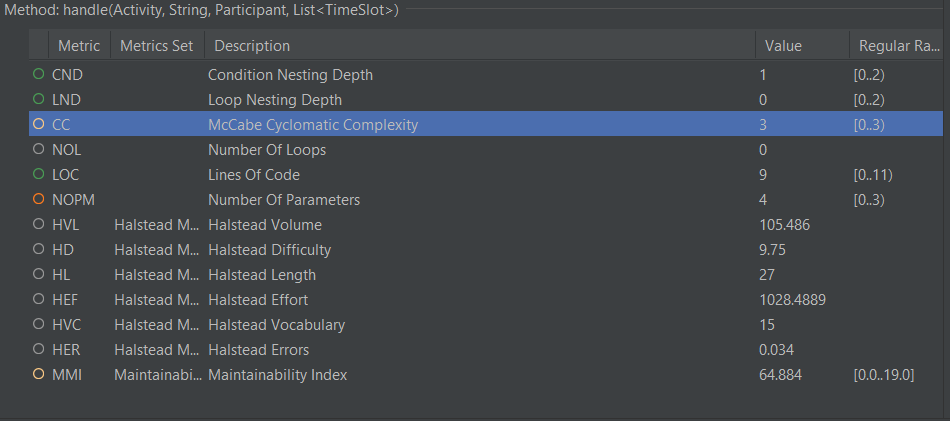 Method: handle(Activity, String, Participant, List<TimeSlot>)
Metric Metrics Set Description Value Regular Ra...
CND Condition Nesting Depth 1 [0..2)
LND Loop Nesting Depth 0 [0..2)
CC McCabe Cyclomatic Complexity 3 [0..3)
NOL Number Of Loops 0
LOC Lines Of Code 9 [0..11)
NOPM Number Of Parameters 4 [0..3)
HVL Halstead M... Halstead Volume 105.486
HD Halstead M... Halstead Difficulty 9.75
HL Halstead M... Halstead Length 27
HEF Halstead M... Halstead Effort 1028.4889
HVC Halstead M... Halstead Vocabulary 15
HER Halstead M... Halstead Errors 0.034
MMI Maintainabi... Maintainability Index 64.884 [0.0..19.0]